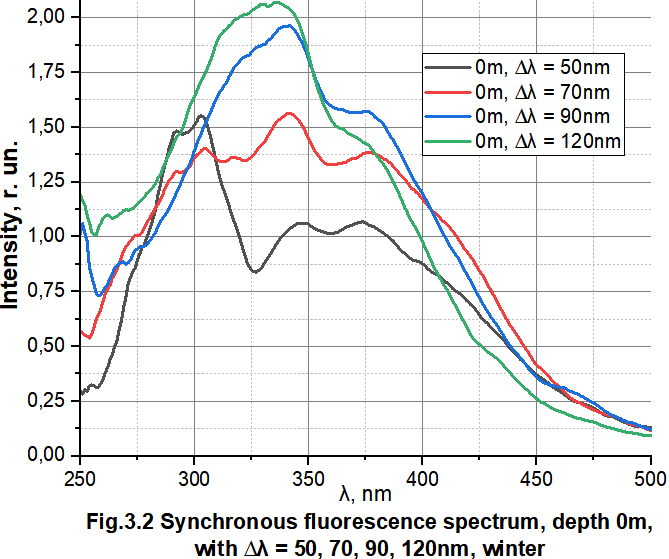 2,00
1,75
1,50
1,25
1,00
0,75
0,50
0,25
0,00
Intensity, r. un.
0m, Δλ = 50nm
0m, Δλ = 70nm
0m, Δλ = 90nm
0m, Δλ = 120nm
250 300 350 400 450 500
λ, nm
Fig.3.2 Synchronous fluorescence spectrum, depth 0m,
with Δλ = 50, 70, 90, 120nm, winter